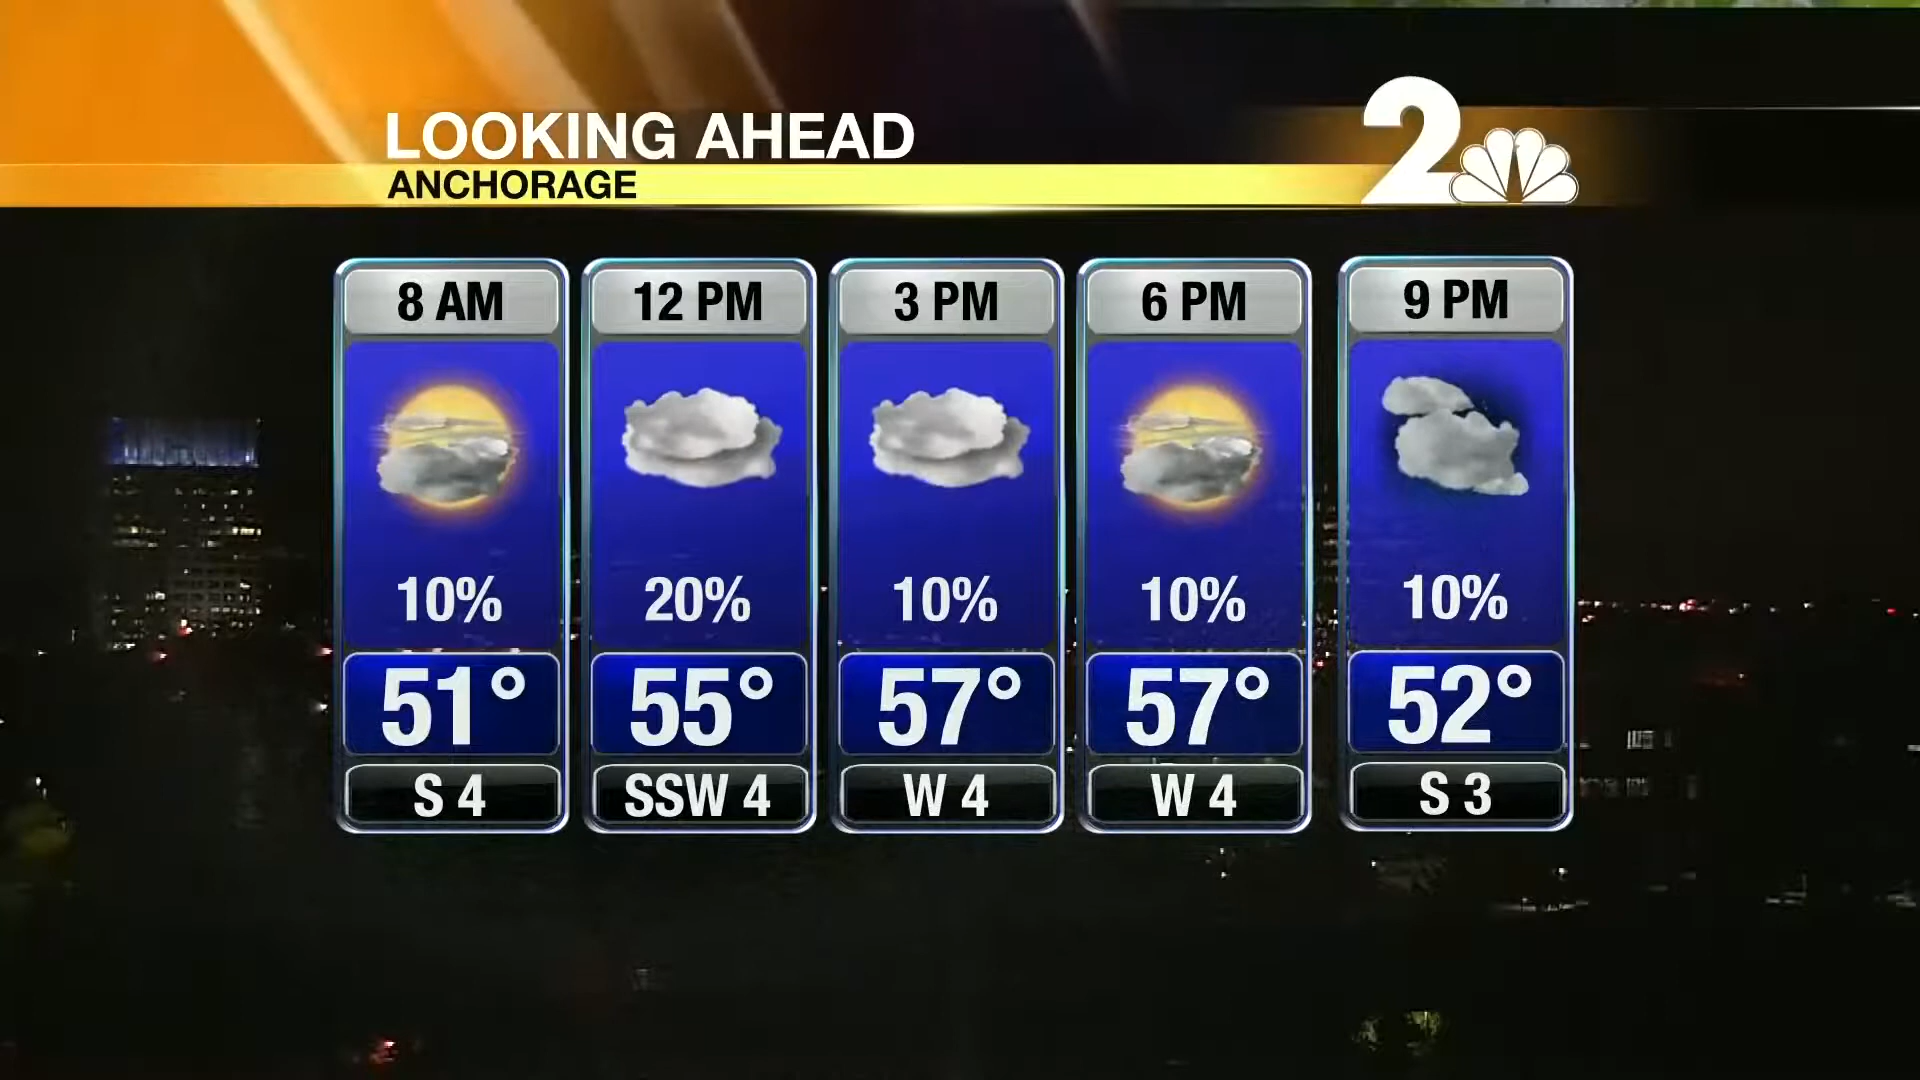 LOOKING AHEAD
ANCHORAGE
2
8 AM
12 PM
3 PM
6 PM
9 PM
10%
20%
10%
10%
10%
51°
55°
57°
57°
52°
S 4
SSW 4
W 4
W 4
S 3